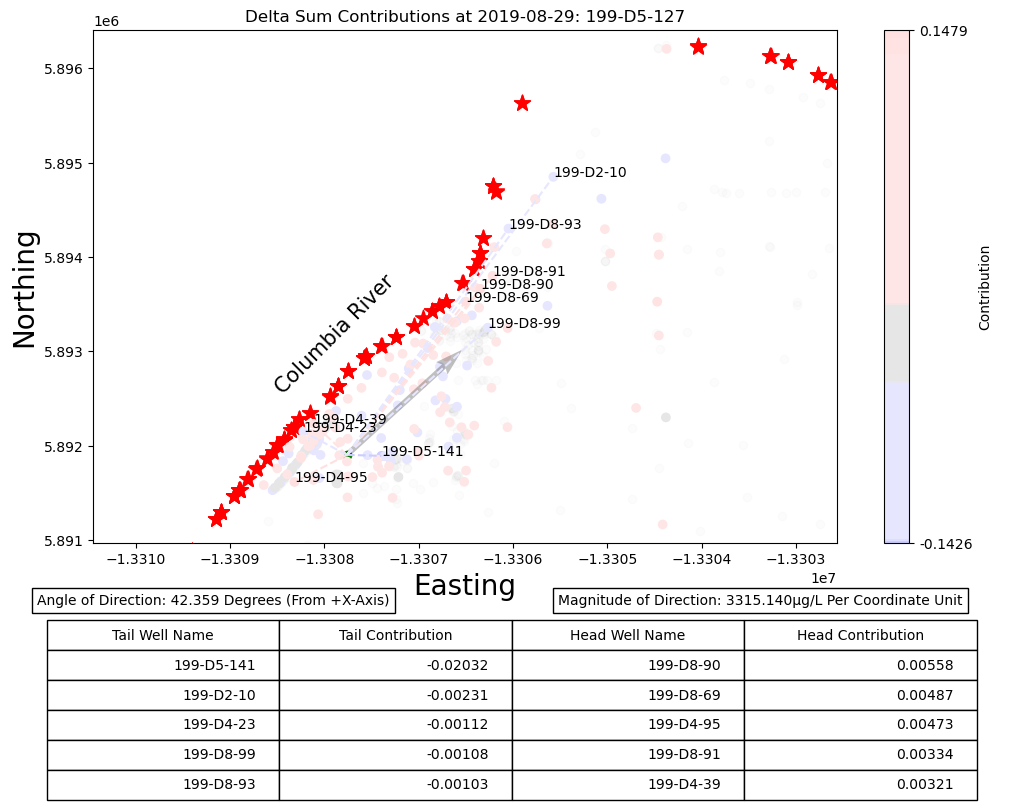 Delta Sum Contributions at 2019-08-29: 199-D5-127
1e6
0.1479
5.896
5.895
5.894
5.893
5.892
5.891
Northing
199-D2-10
199-D8-93
199-D8-91
199-D8-90
199-D8-69
199-D8-99
Columbia River
199-D4-39
199-D4-23
199-D5-141
199-D4-95
Contribution
-0.1426
−1.3310 −1.3309 −1.3308 −1.3307 −1.3306 −1.3305 −1.3304 −1.3303
1e7
Easting
Angle of Direction: 42.359 Degrees (From +X-Axis) Magnitude of Direction: 3315.140μg/L Per Coordinate Unit
Tail Well Name Tail Contribution Head Well Name Head Contribution
199-D5-141 -0.02032 199-D8-90 0.00558
199-D2-10 -0.00231 199-D8-69 0.00487
199-D4-23 -0.00112 199-D4-95 0.00473
199-D8-99 -0.00108 199-D8-91 0.00334
199-D8-93 -0.00103 199-D4-39 0.00321